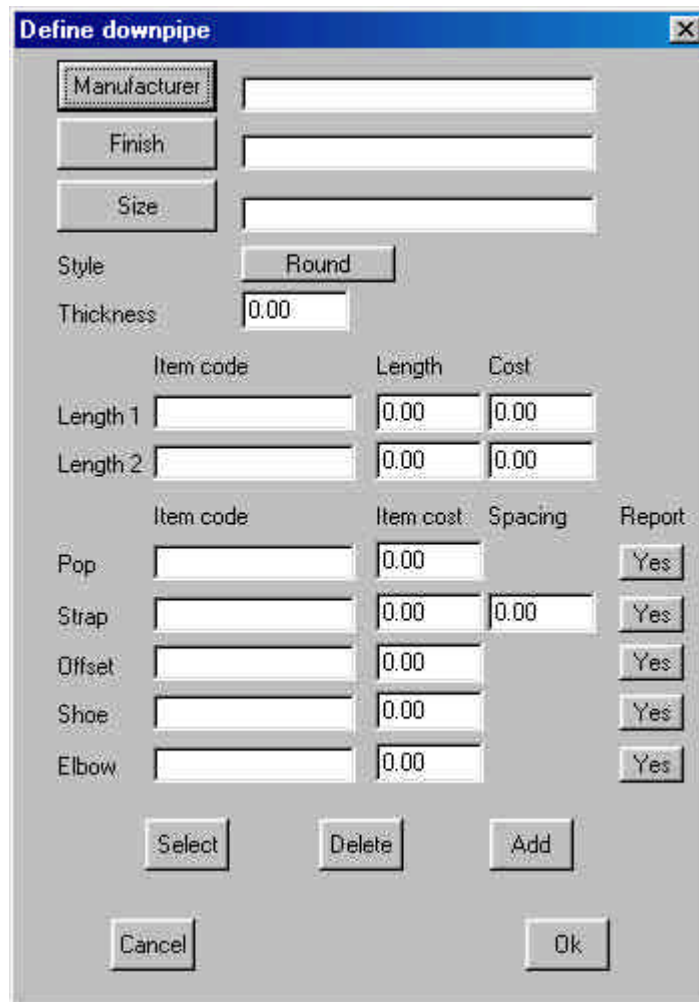 Define downpipe
Manufacturer
Finish
Size
Style Round
Thickness 0.00
Item code Length Cost
Length 1 0.00 0.00
Length 2 0.00 0.00
Item code Item cost Spacing Report
Pop 0.00 Yes
Strap 0.00 0.00 Yes
Offset 0.00 Yes
Shoe 0.00 Yes
Elbow 0.00 Yes
Select Delete Add
Cancel Ok